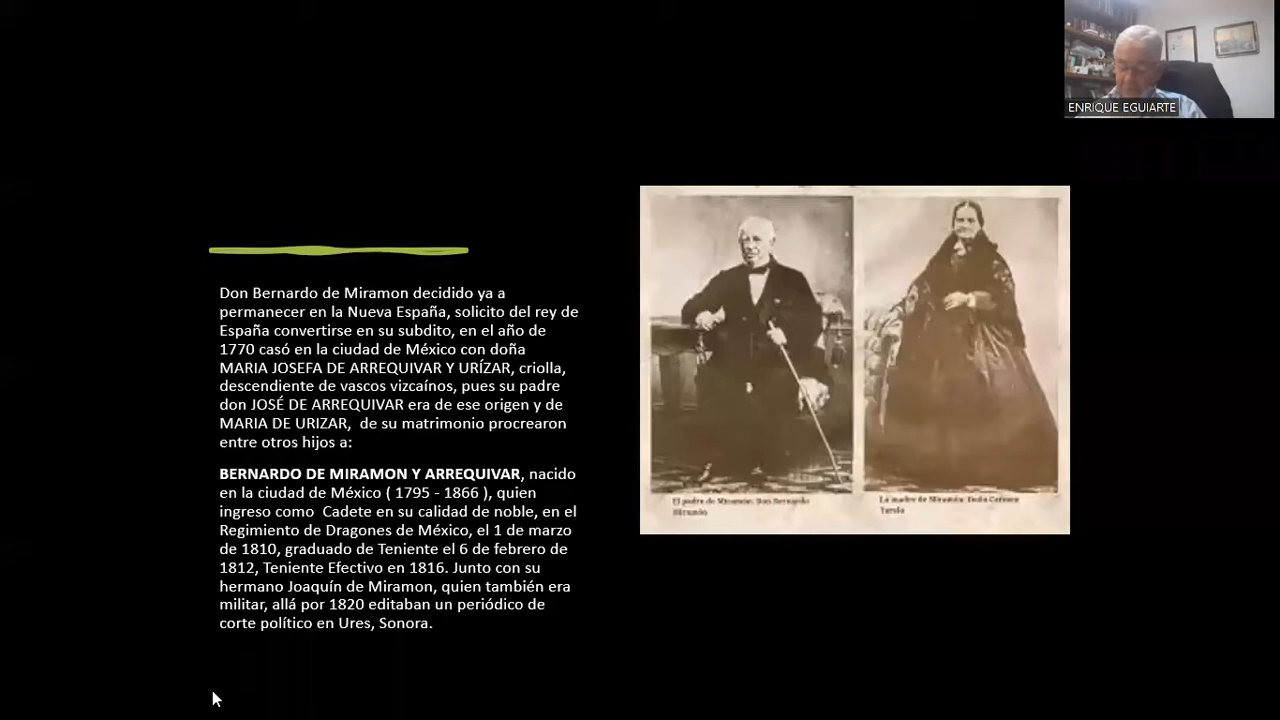 ENRIQUE EGUIARTE
Don Bernardo de Miramon decidido ya a
permanecer en la Nueva España, solicito del rey de
España convertirse en su subdito, en el año de
1770 casó en la ciudad de México con doña
MARIA JOSEFA DE ARREQUIVAR Y URÍZAR, criolla,
descendiente de vascos vizcaínos, pues su padre
don JOSÉ DE ARREQUIVAR era de ese origen y de
MARIA DE URIZAR,  de su matrimonio procrearon
entre otros hijos a:
BERNARDO DE MIRAMON Y ARREQUIVAR, nacido
en la ciudad de México ( 1795 - 1866 ), quien
ingreso como  Cadete en su calidad de noble, en el
Regimiento de Dragones de México, el 1 de marzo
de 1810, graduado de Teniente el 6 de febrero de
1812, Teniente Efectivo en 1816. Junto con su
hermano Joaquín de Miramon, quien también era
militar, allá por 1820 editaban un periódico de
corte político en Ures, Sonora.
El padre de Miramón: Don Bernardo
Miramón
La madre de Miramón: Doña Carmen